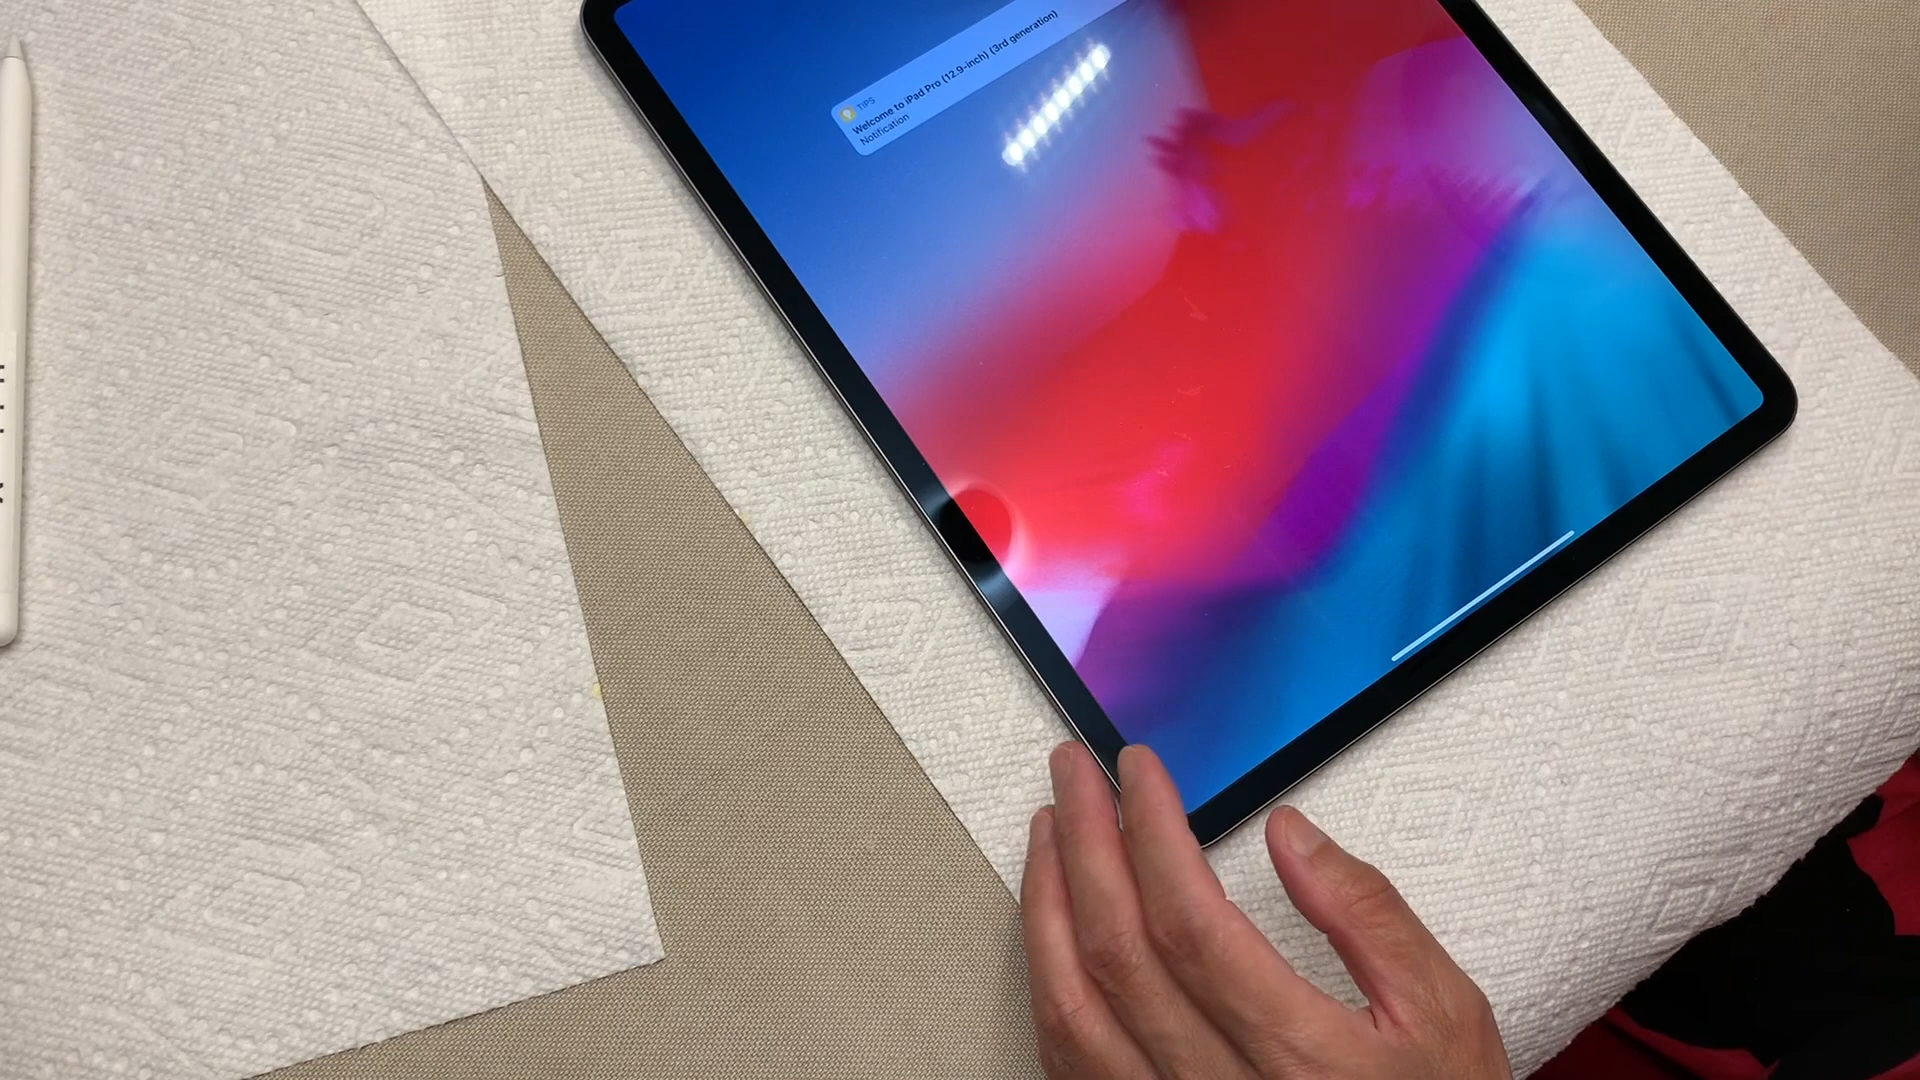 TIPS
Welcome to iPad Pro (12.9-inch) (3rd generation)
Notification